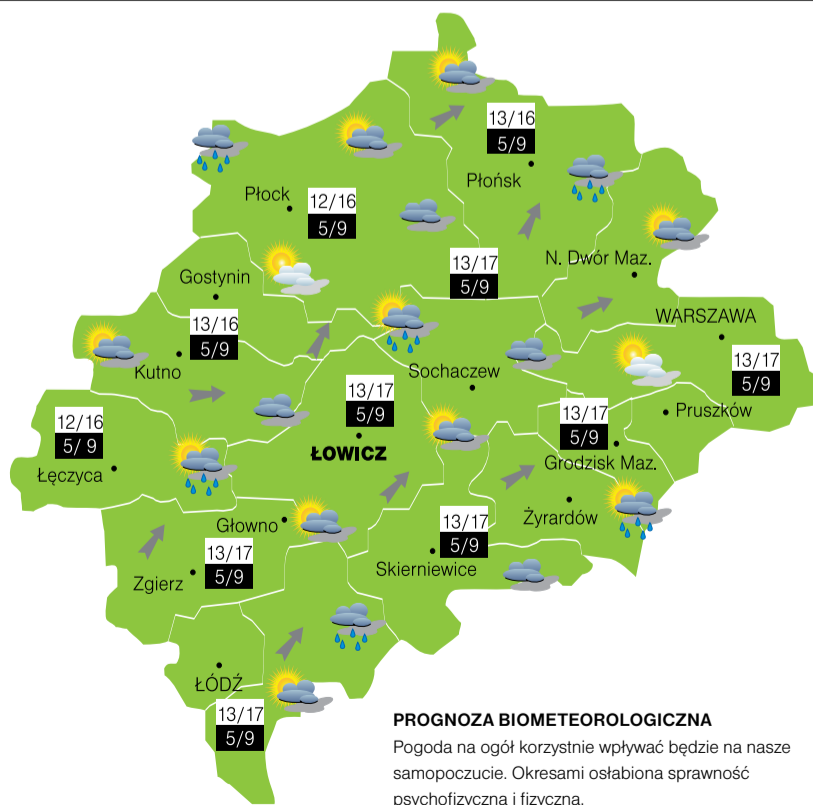 13/16
5/9
Płońsk
Płock
12/16
5/9
N. Dwór Maz.
13/17
5/9
Gostynin
WARSZAWA
13/16
5/9
Kutno
13/17
5/9
Sochaczew
13/17
5/9
Pruszków
13/17
5/9
12/16
5/ 9
ŁOWICZ
Grodzisk Maz.
Łęczyca
Głowno
Żyrardów
13/17
5/9
Skierniewice
13/17
5/9
Zgierz
ŁÓDŹ
13/17
5/9
PROGNOZA BIOMETEOROLOGICZNA
Pogoda na ogół korzystnie wpływać będzie na nasze
samopoczucie. Okresami osłabiona sprawność
psychofizyczna i fizyczna.